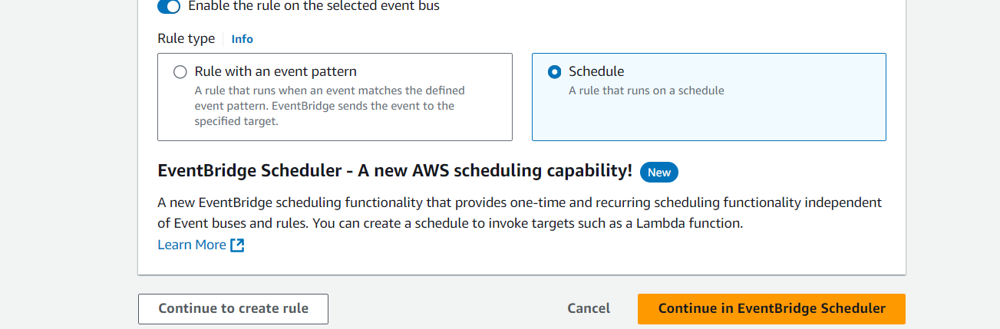 Enable the rule on the selected event bus
Rule type Info
Rule with an event pattern
A rule that runs when an event matches the defined
event pattern. EventBridge sends the event to the
specified target.
Schedule
A rule that runs on a schedule
EventBridge Scheduler - A new AWS scheduling capability! New
A new EventBridge scheduling functionality that provides one-time and recurring scheduling functionality independent
of Event buses and rules. You can create a schedule to invoke targets such as a Lambda function.
Learn More
Continue to create rule
Cancel
Continue in EventBridge Scheduler